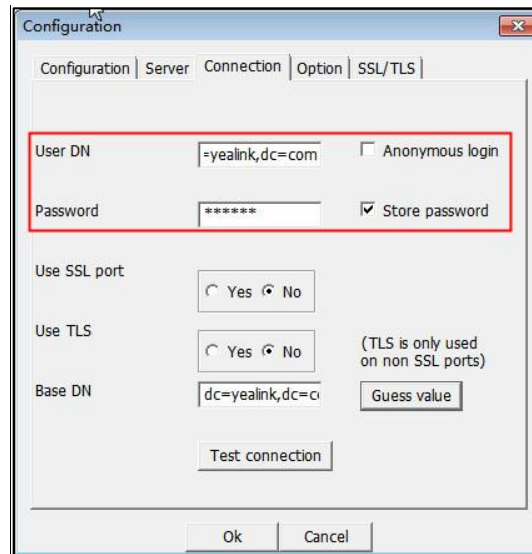 Configuration
Configuration Server Connection Option SSL/TLS
User DN =yealink,dc=com Anonymous login
Password ****** Store password
Use SSL port
Yes No
Use TLS
Yes No (TLS is only used
on non SSL ports)
Base DN dc=yealink,dc=c Guess value
Test connection
Ok Cancel